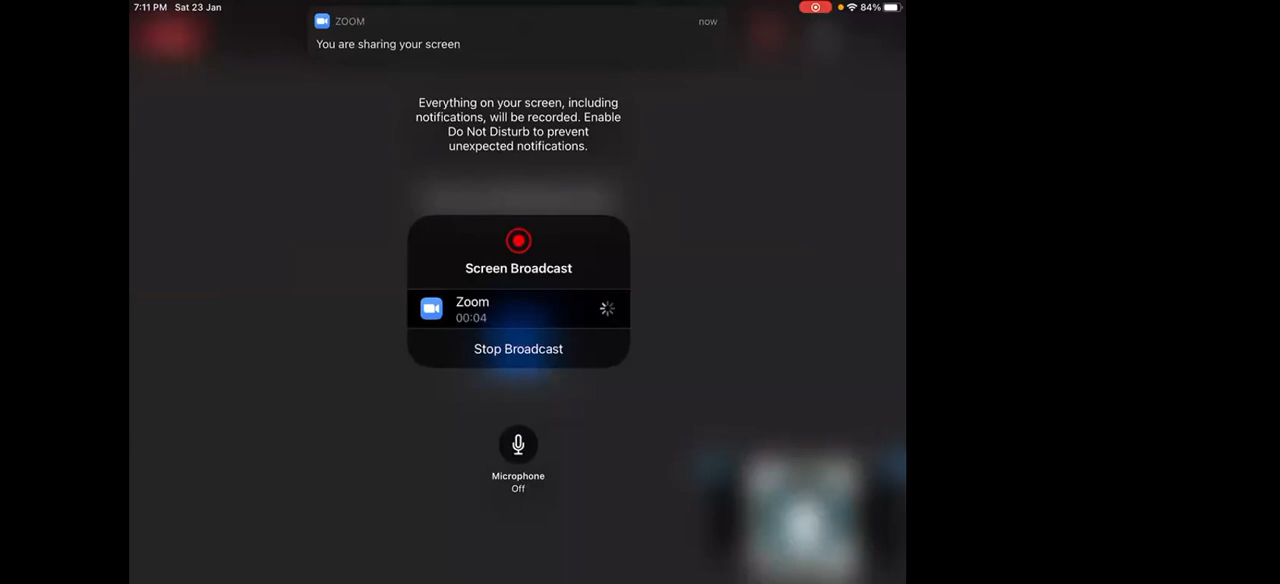 7:11 PM Sat 23 Jan
84%
ZOOM now
You are sharing your screen
Everything on your screen, including
notifications, will be recorded. Enable
Do Not Disturb to prevent
unexpected notifications.
Screen Broadcast
Zoom
00:04
Stop Broadcast
Microphone
Off